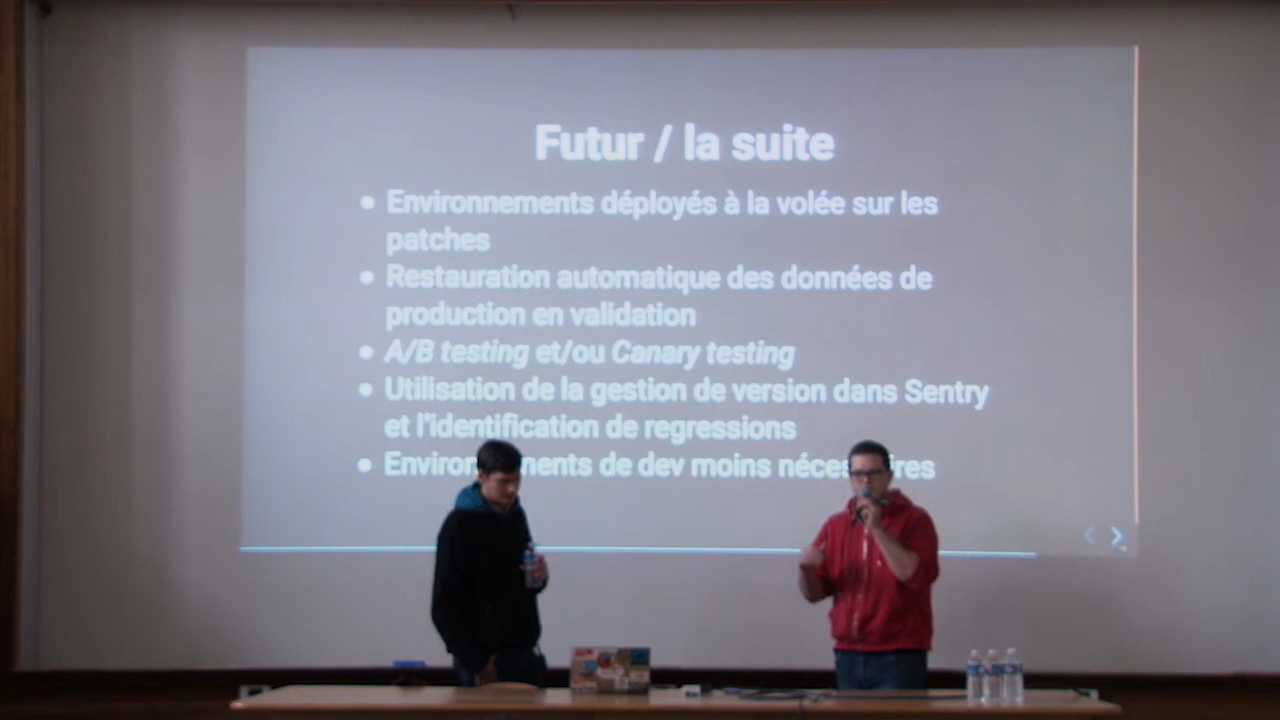 Futur / la suite
Environnements déployés à la volée sur les
patches
Restauration automatique des données de
production en validation
A/B testing et/ou Canary testing
Utilisation de la gestion de version dans Sentry
et l'identification de regressions
de dev moins